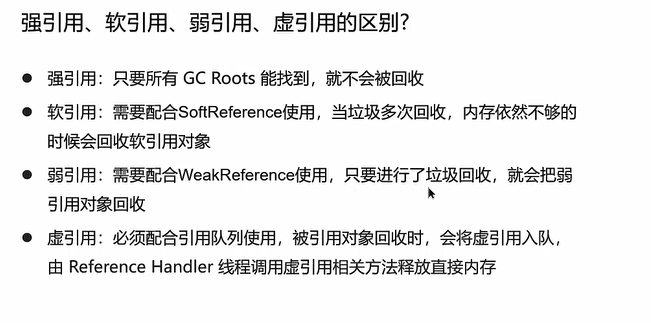 强引用、软引用、弱引用、虚引用的区别?
● 强引用：只要所有 GC Roots 能找到，就不会被回收
● 软引用：需要配合SoftReference使用，当垃圾多次回收，内存依然不够的
时候会回收软引用对象
● 弱引用：需要配合WeakReference使用，只要进行了垃圾回收，就会把弱
引用对象回收
● 虚引用：必须配合引用队列使用，被引用对象回收时，会将虚引用入队，
由 Reference Handler 线程调用虚引用相关方法释放直接内存